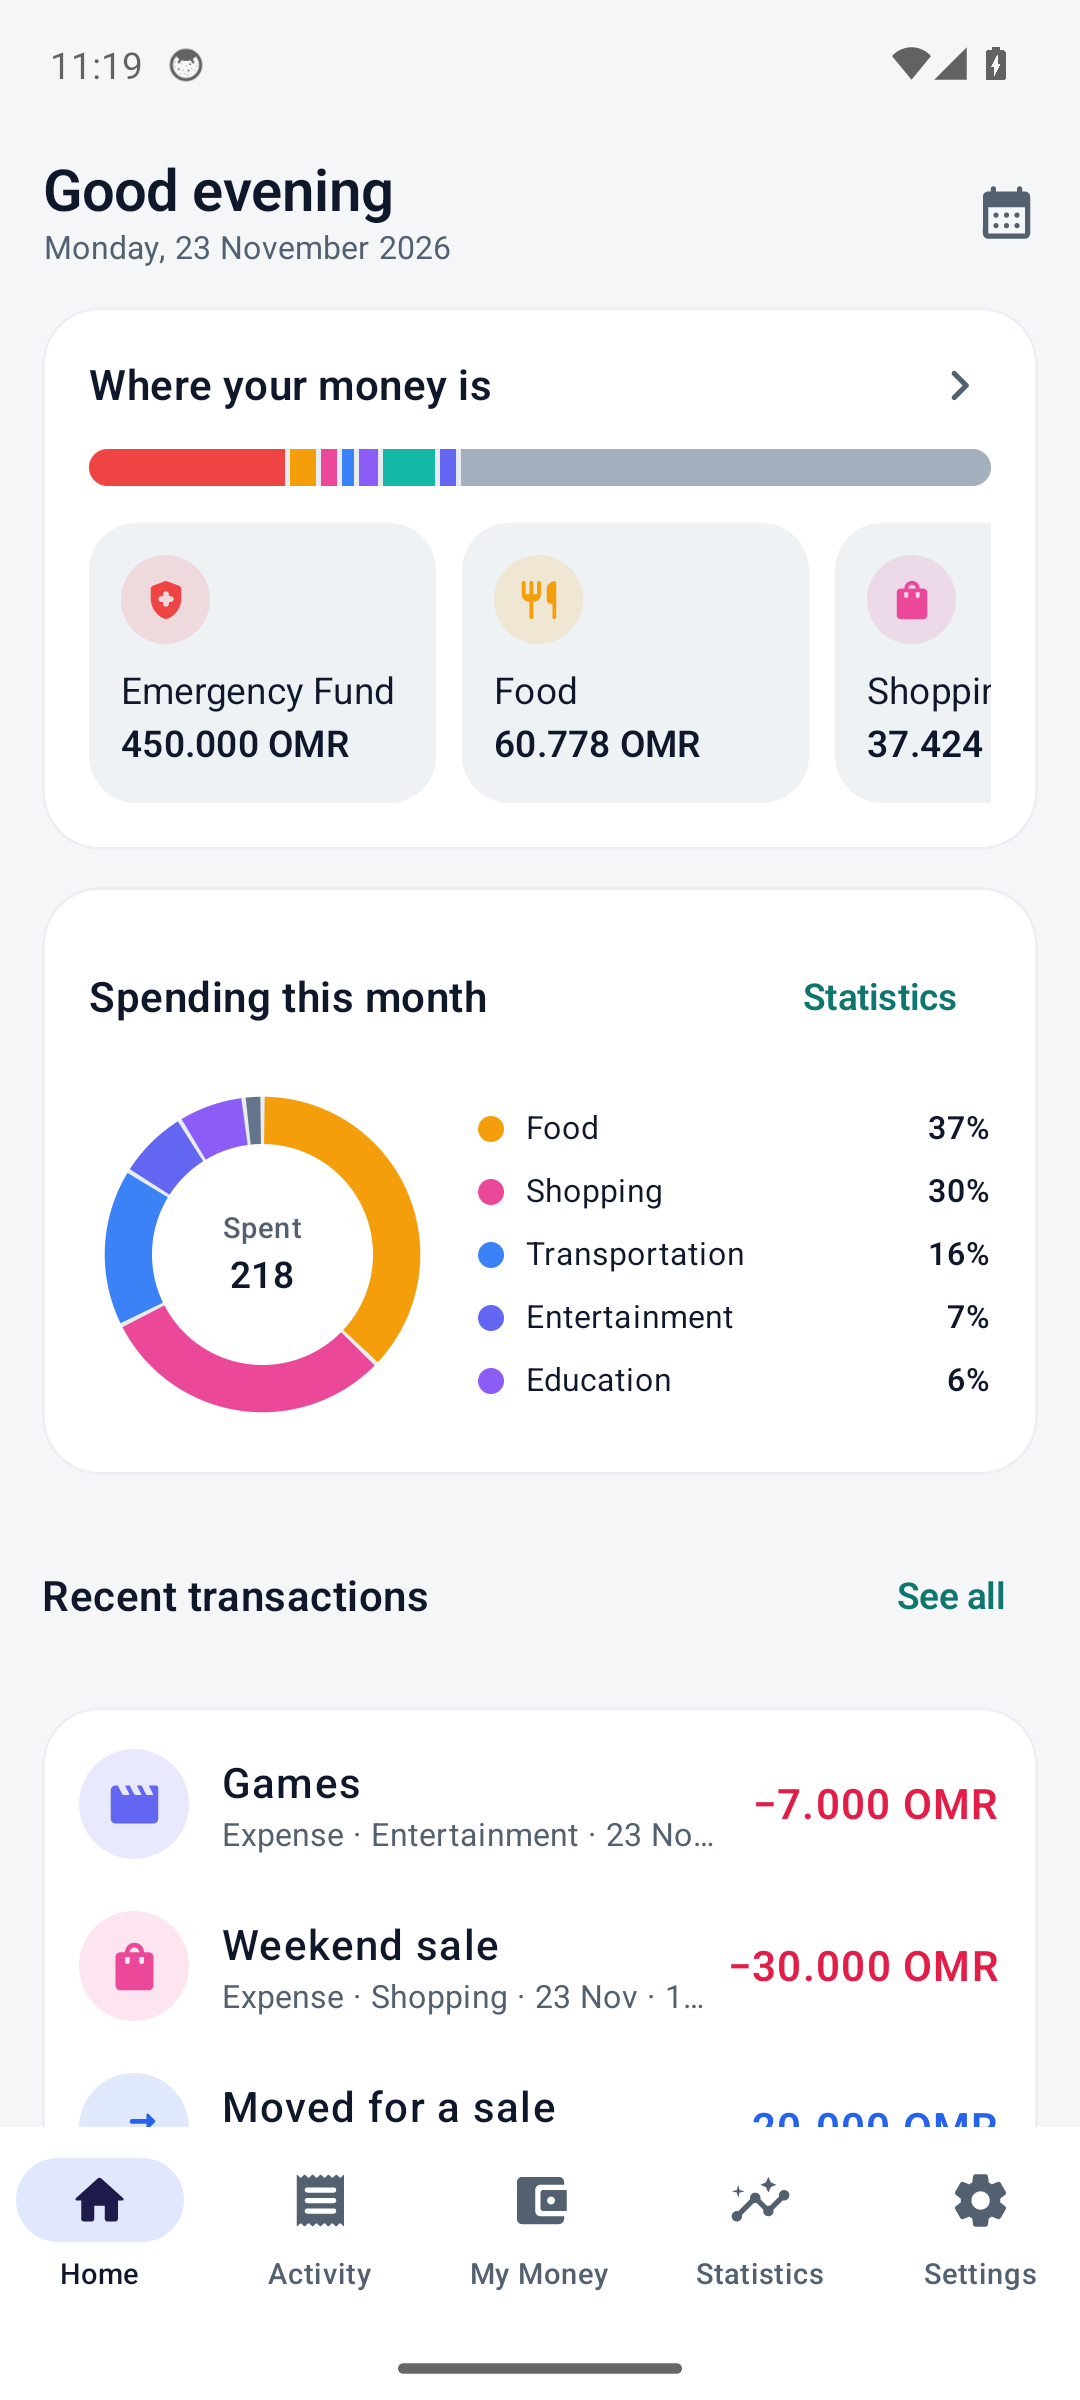 11:19
Good evening
Monday, 23 November 2026
Where your money is
Emergency Fund
450.000 OMR
Food
60.778 OMR
37.424
Spending this month
Statistics
Spent
218
Food 37%
Shopping 30%
Transportation 16%
Entertainment 7%
Education 6%
Recent transactions
See all
Games
Expense · Entertainment · 23 No…
−7.000 OMR
Weekend sale
Expense · Shopping · 23 Nov · 1…
−30.000 OMR
Moved for a sale
20.000 OMR
Home
Activity
My Money
Statistics
Settings